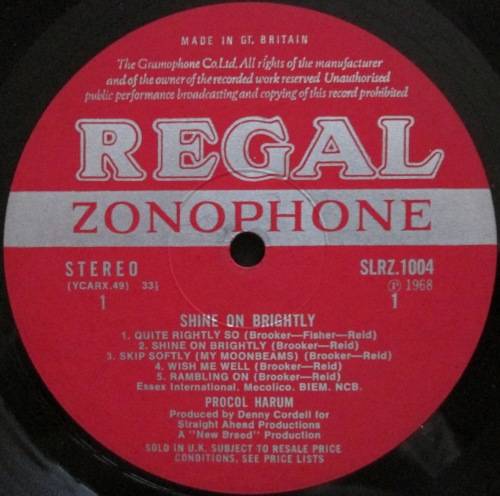 MADE IN GT. BRITAIN
The Gramophone Co.Ltd. All rights of the manufacturer
and of the owner of the recorded work reserved Unauthorised
public performance broadcasting and copying of this record prohibited
REGAL
ZONOPHONE
STEREO
(YCARX.49) 33⅓
1
SLRZ.1004
Ⓟ 1968
1
SHINE ON BRIGHTLY
1. QUITE RIGHTLY SO (Brooker—Fisher—Reid)
2. SHINE ON BRIGHTLY (Brooker—Reid)
3. SKIP SOFTLY (MY MOONBEAMS) (Brooker—Reid)
4. WISH ME WELL (Brooker—Reid)
5. RAMBLING ON (Brooker—Reid)
Essex International. Mecolico. BIEM. NCB.
PROCOL HARUM
Produced by Denny Cordell for
Straight Ahead Productions
A "New Breed" Production
SOLD IN U.K. SUBJECT TO RESALE PRICE
CONDITIONS, SEE PRICE LISTS